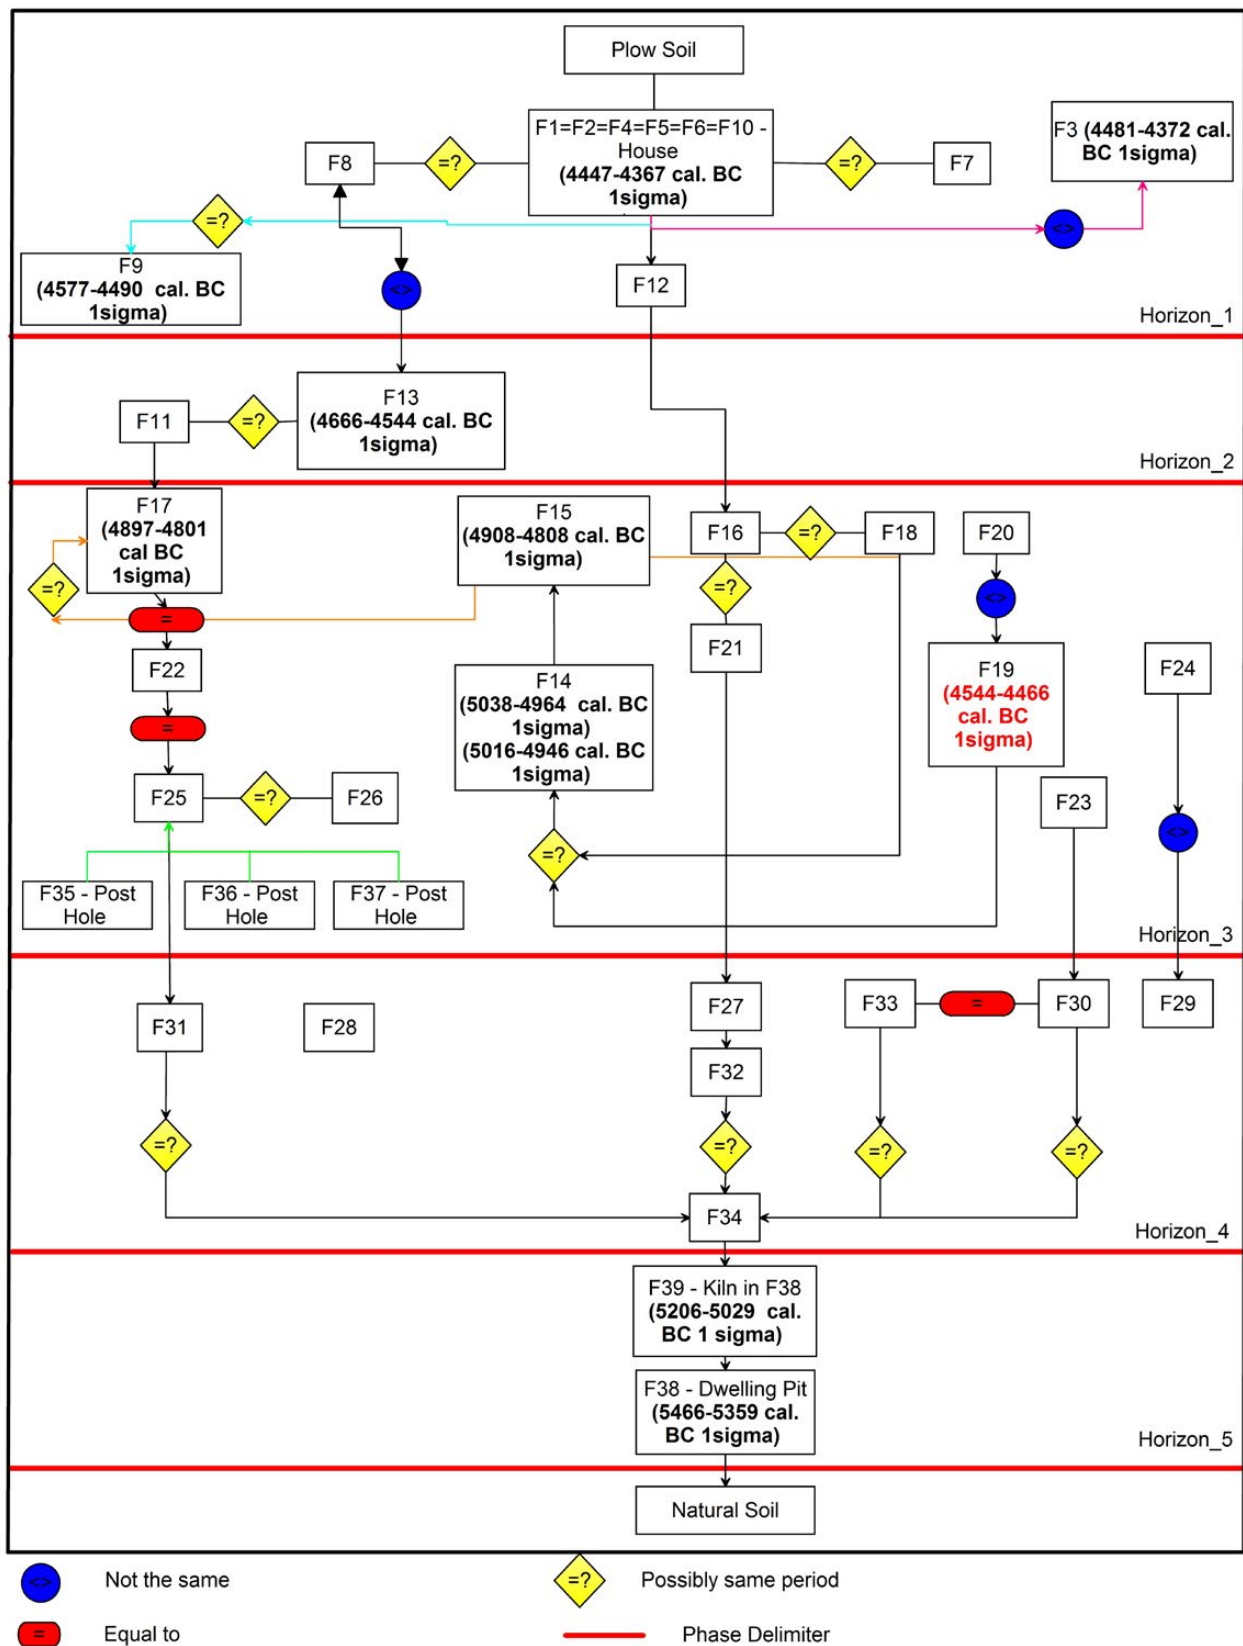 Plow Soil
F1=F2=F4=F5=F6=F10 -
House
(4447-4367 cal. BC
1sigma)
F8
=?
=?
F7
F3 (4481-4372 cal.
BC 1sigma)
=?
<>
F9
(4577-4490 cal. BC
1sigma)
<>
F12
Horizon_1
F13
(4666-4544 cal. BC
1sigma)
F11
=?
Horizon_2
F17
(4897-4801
cal BC
1sigma)
F15
(4908-4808 cal. BC
1sigma)
F16
=?
F18
F20
=?
=?
<>
=
F22
F21
F14
(5038-4964 cal. BC
1sigma)
(5016-4946 cal. BC
1sigma)
F19
(4544-4466
cal. BC
1sigma)
F24
=
F25
=?
F26
F23
<>
=?
F35 - Post
Hole
F36 - Post
Hole
F37 - Post
Hole
Horizon_3
F31
F28
F27
F33
=
F30
F29
F32
=?
=?
=?
=?
F34
Horizon_4
F39 - Kiln in F38
(5206-5029 cal.
BC 1 sigma)
F38 - Dwelling Pit
(5466-5359 cal.
BC 1sigma)
Horizon_5
Natural Soil
<> Not the same
=? Possibly same period
= Equal to
Phase Delimiter